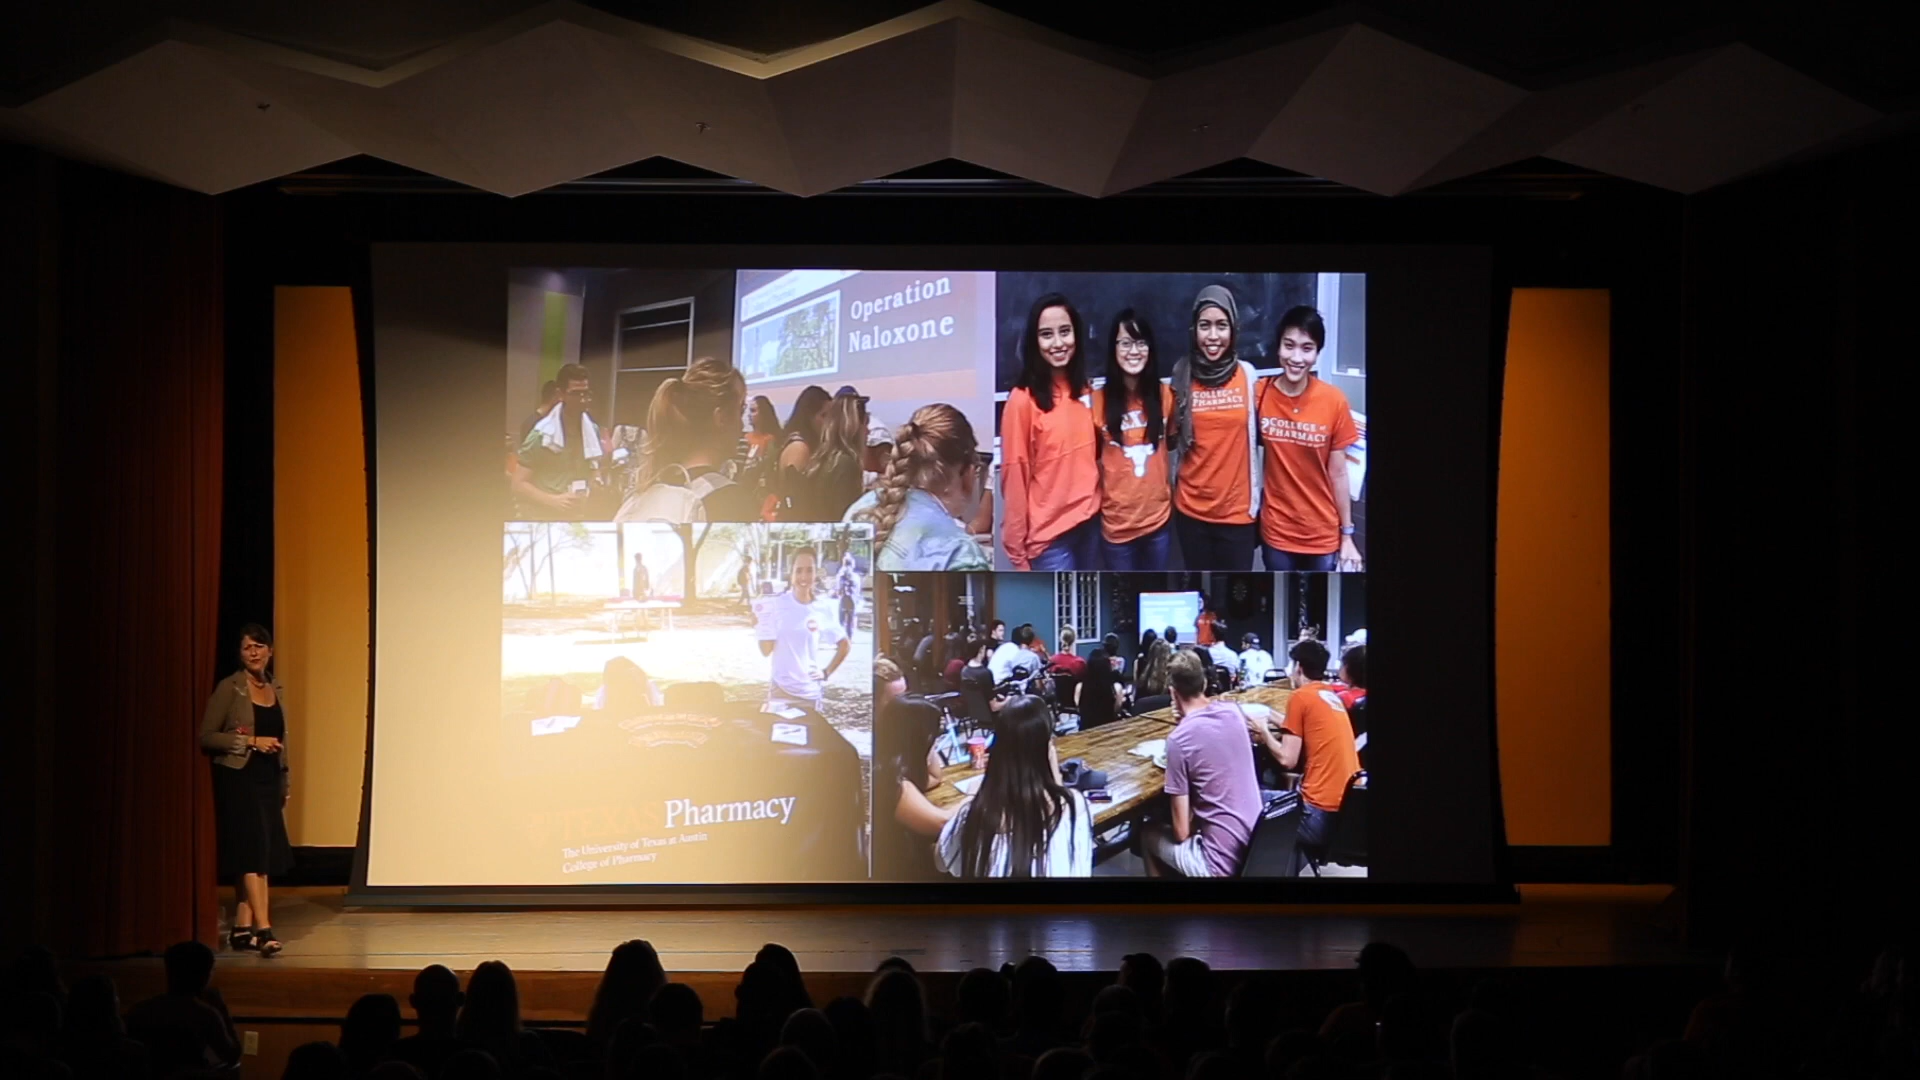 Operation
Naloxone
COLLEGE of
PHARMACY
COLLEGE of
PHARMACY
TEXAS Pharmacy
The University of Texas at Austin
College of Pharmacy